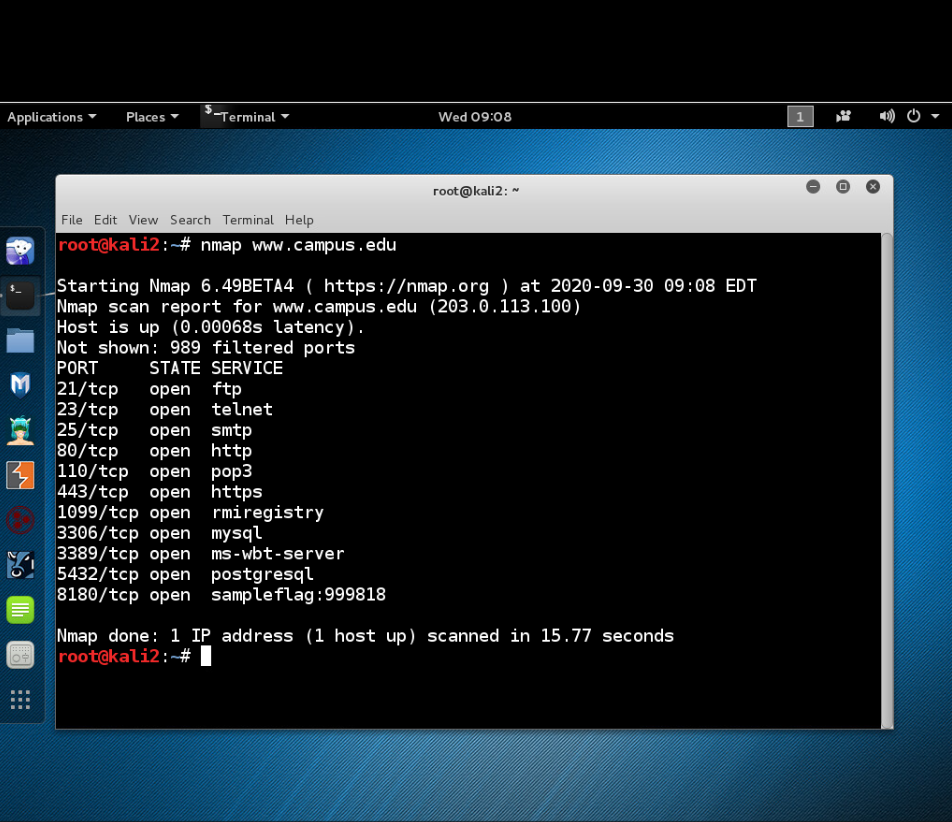 Applications Places Terminal Wed 09:08 1
root@kali2: ~
File Edit View Search Terminal Help
root@kali2:~# nmap www.campus.edu
Starting Nmap 6.49BETA4 ( https://nmap.org ) at 2020-09-30 09:08 EDT
Nmap scan report for www.campus.edu (203.0.113.100)
Host is up (0.00068s latency).
Not shown: 989 filtered ports
PORT     STATE SERVICE
21/tcp   open  ftp
23/tcp   open  telnet
25/tcp   open  smtp
80/tcp   open  http
110/tcp  open  pop3
443/tcp  open  https
1099/tcp open  rmiregistry
3306/tcp open  mysql
3389/tcp open  ms-wbt-server
5432/tcp open  postgresql
8180/tcp open  sampleflag:999818
Nmap done: 1 IP address (1 host up) scanned in 15.77 seconds
root@kali2:~#